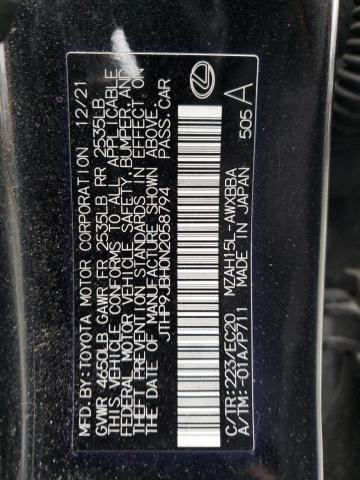 MFD.BY:TOYOTA MOTOR CORPORATION 12/21
GVWR 4650LB GAWR FR 2535LB RR 2535LB
THIS VEHICLE CONFORMS TO ALL APPLICABLE
FEDERAL MOTOR VEHICLE SAFETY, BUMPER, AND
THEFT PREVENTION STANDARDS IN EFFECT ON
THE DATE OF MANUFACTURE SHOWN ABOVE.
JTHP9JBH0N2058794 PASS.CAR
C/TR:223/EC20 MZAH15L-AWXBBA
A/TM:-01A/P711 MADE IN JAPAN 505 A